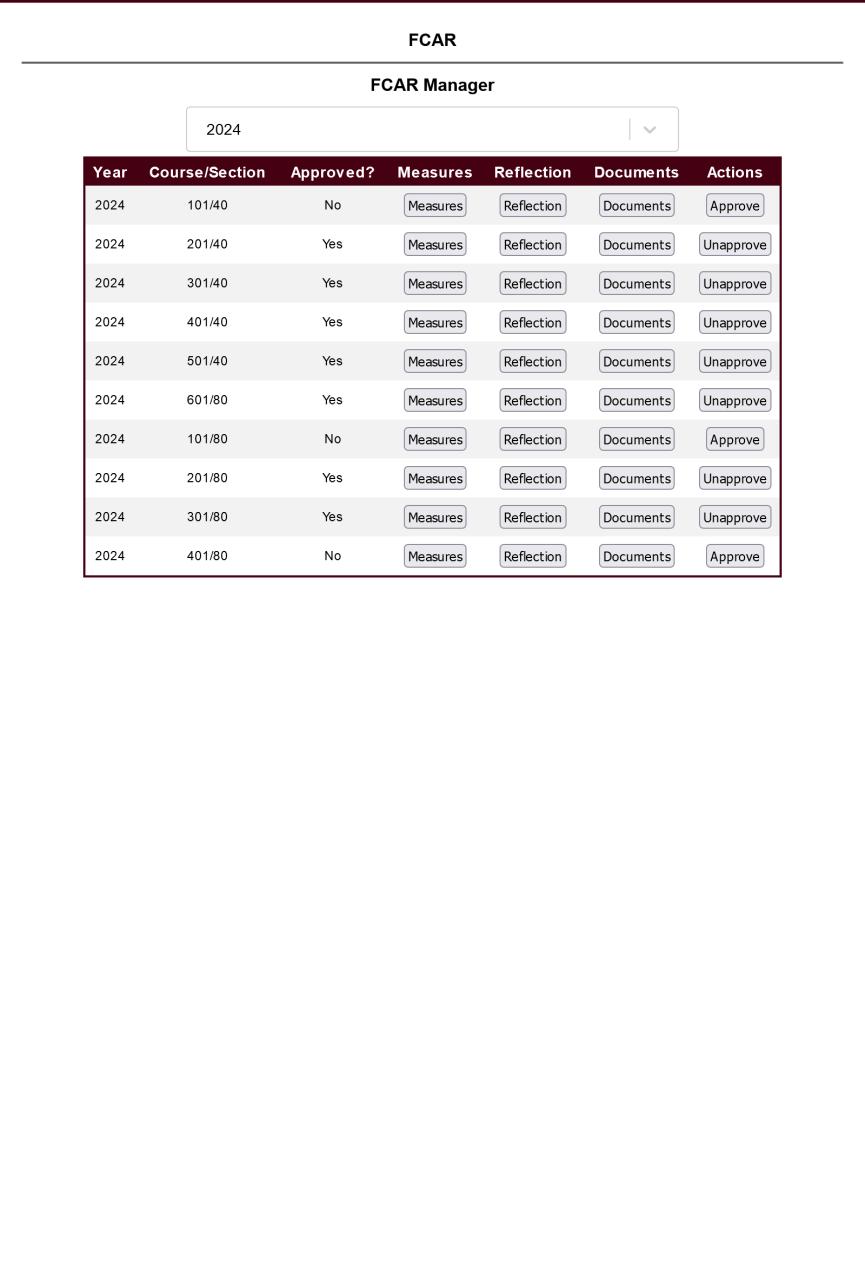 FCAR
FCAR Manager
2024
Year Course/Section Approved? Measures Reflection Documents Actions
2024 101/40 No Measures Reflection Documents Approve
2024 201/40 Yes Measures Reflection Documents Unapprove
2024 301/40 Yes Measures Reflection Documents Unapprove
2024 401/40 Yes Measures Reflection Documents Unapprove
2024 501/40 Yes Measures Reflection Documents Unapprove
2024 601/80 Yes Measures Reflection Documents Unapprove
2024 101/80 No Measures Reflection Documents Approve
2024 201/80 Yes Measures Reflection Documents Unapprove
2024 301/80 Yes Measures Reflection Documents Unapprove
2024 401/80 No Measures Reflection Documents Approve